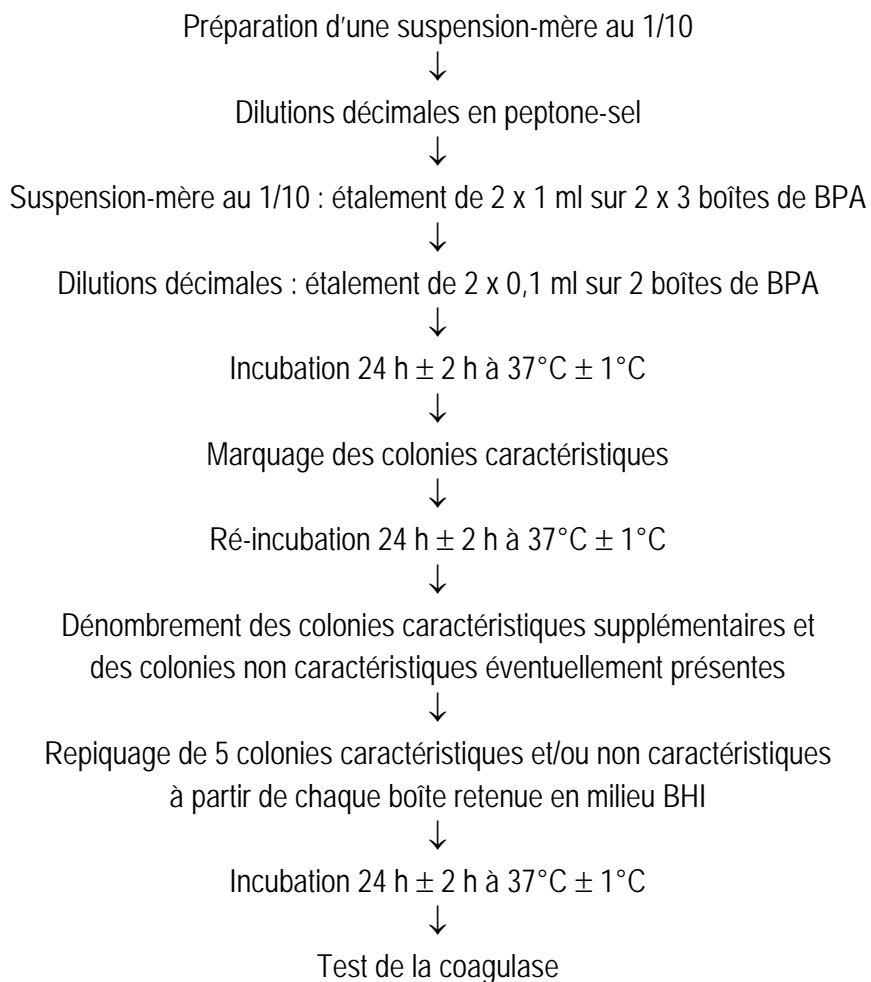 Préparation d'une suspension-mère au 1/10
↓
Dilutions décimales en peptone-sel
↓
Suspension-mère au 1/10 : étalement de 2 x 1 ml sur 2 x 3 boîtes de BPA
↓
Dilutions décimales : étalement de 2 x 0,1 ml sur 2 boîtes de BPA
↓
Incubation 24 h ± 2 h à 37°C ± 1°C
↓
Marquage des colonies caractéristiques
↓
Ré-incubation 24 h ± 2 h à 37°C ± 1°C
↓
Dénombrement des colonies caractéristiques supplémentaires et
des colonies non caractéristiques éventuellement présentes
↓
Repiquage de 5 colonies caractéristiques et/ou non caractéristiques
à partir de chaque boîte retenue en milieu BHI
↓
Incubation 24 h ± 2 h à 37°C ± 1°C
↓
Test de la coagulase